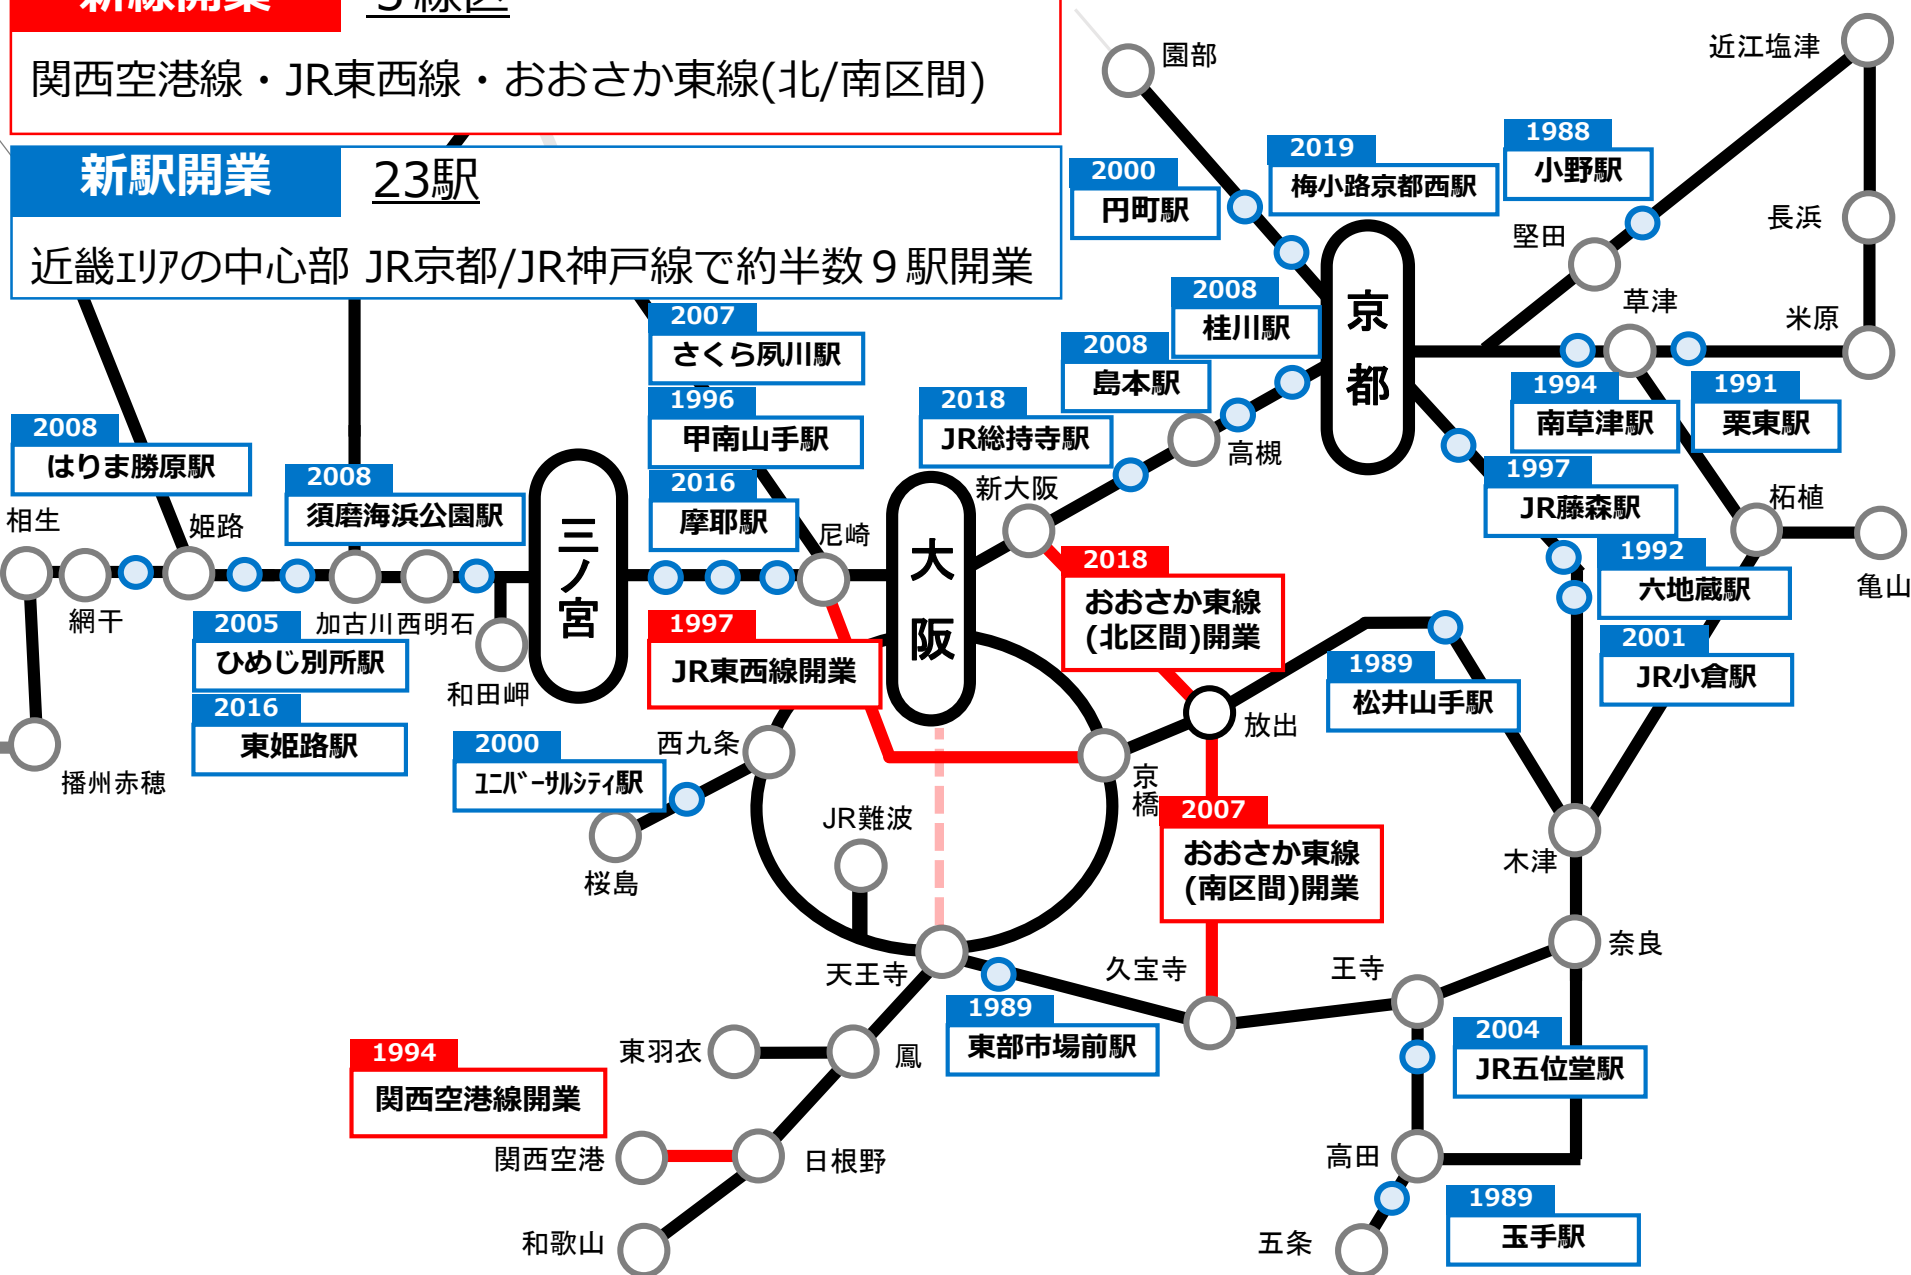 新線開業 3線区
関西空港線・JR東西線・おおさか東線(北/南区間)
新駅開業 23駅
近畿ｴﾘｱの中心部 JR京都/JR神戸線で約半数９駅開業
園部
近江塩津
2000
円町駅
2019
梅小路京都西駅
1988
小野駅
堅田
長浜
草津
米原
京都
2008
桂川駅
2008
島本駅
2018
JR総持寺駅
高槻
新大阪
1994
南草津駅
1991
栗東駅
1997
JR藤森駅
柘植
亀山
1992
六地蔵駅
2001
JR小倉駅
2007
さくら夙川駅
1996
甲南山手駅
2016
摩耶駅
尼崎
大阪
三ノ宮
2008
はりま勝原駅
2008
須磨海浜公園駅
相生
姫路
網干
加古川
西明石
和田岬
2005
ひめじ別所駅
2016
東姫路駅
播州赤穂
1997
JR東西線開業
2018
おおさか東線
(北区間)開業
1989
松井山手駅
放出
京橋
2000
ﾕﾆﾊﾞｰｻﾙｼﾃｨ駅
西九条
桜島
JR難波
2007
おおさか東線
(南区間)開業
木津
奈良
天王寺
久宝寺
王寺
1989
東部市場前駅
2004
JR五位堂駅
東羽衣
鳳
1994
関西空港線開業
関西空港
日根野
和歌山
高田
1989
玉手駅
五条